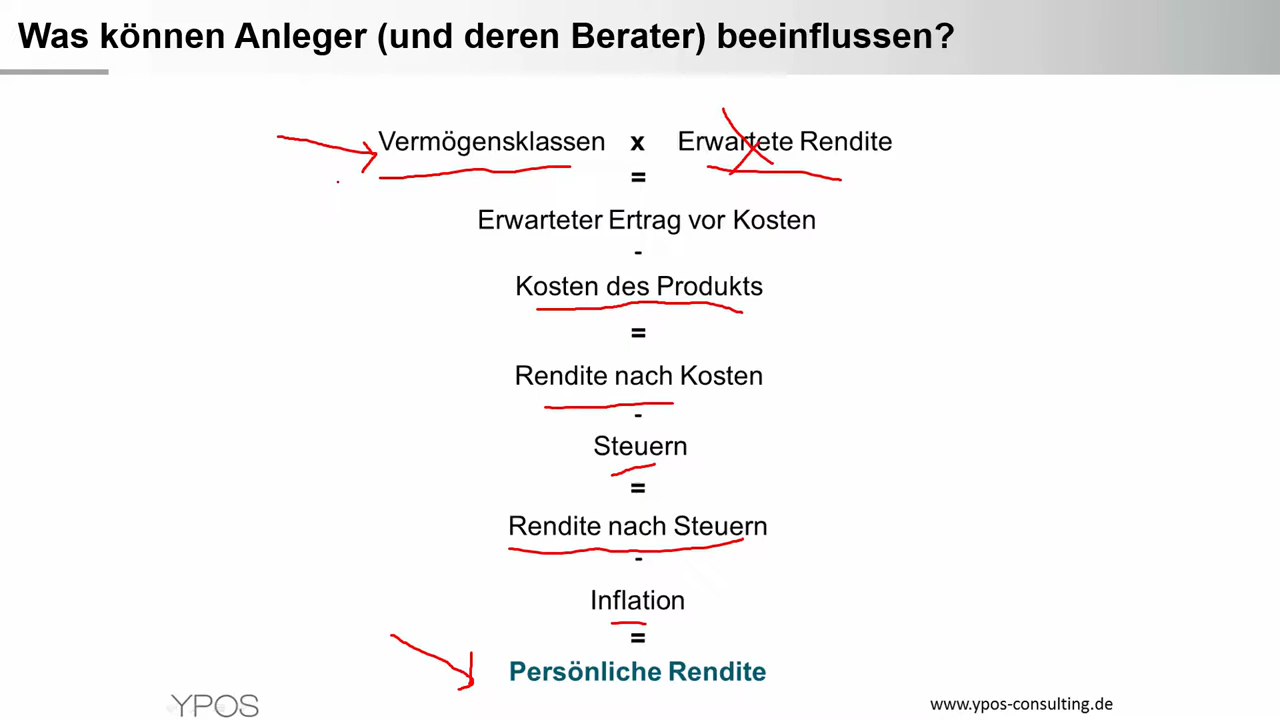 Was können Anleger (und deren Berater) beeinflussen?
Vermögensklassen x Erwartete Rendite
=
Erwarteter Ertrag vor Kosten
-
Kosten des Produkts
=
Rendite nach Kosten
-
Steuern
=
Rendite nach Steuern
-
Inflation
=
Persönliche Rendite
YPOS
www.ypos-consulting.de